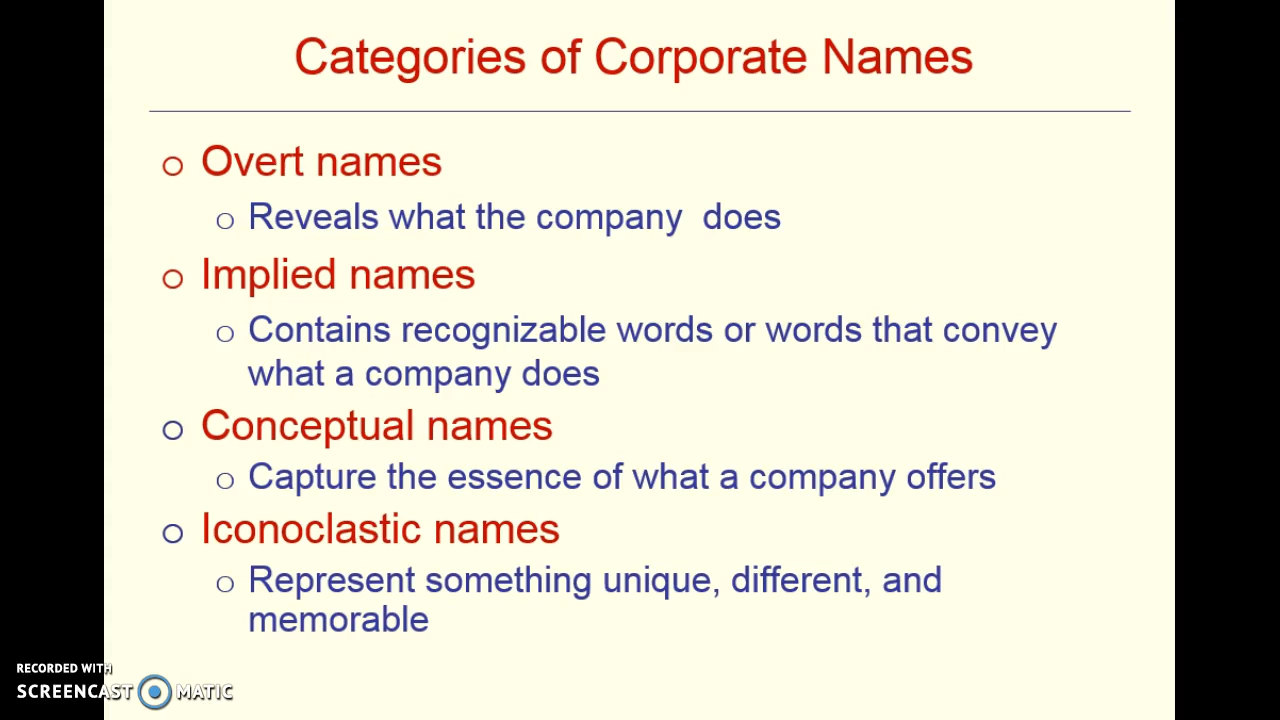 Categories of Corporate Names
Overt names
Reveals what the company does
Implied names
Contains recognizable words or words that convey
what a company does
Conceptual names
Capture the essence of what a company offers
Iconoclastic names
Represent something unique, different, and
memorable
RECORDED WITH
SCREENCAST MATIC